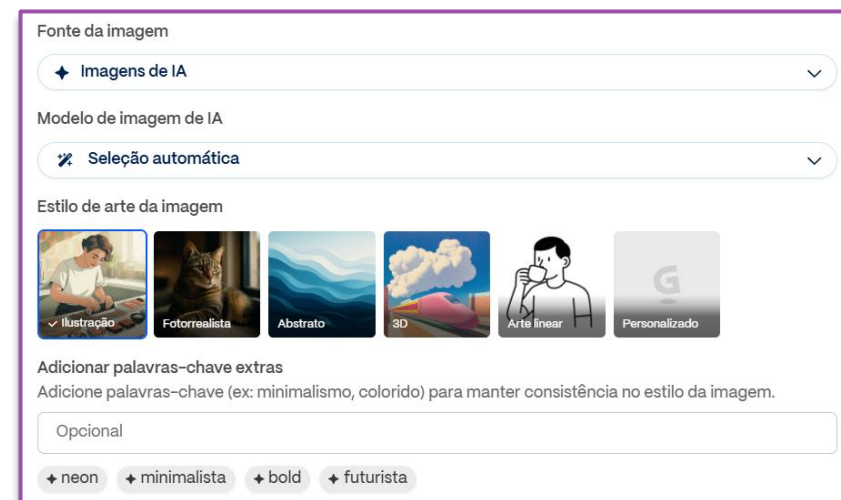 Fonte da imagem
Imagens de IA
Modelo de imagem de IA
Seleção automática
Estilo de arte da imagem
Ilustração Fotorrealista Abstrato 3D Arte linear Personalizado
Adicionar palavras-chave extras
Adicione palavras-chave (ex: minimalismo, colorido) para manter consistência no estilo da imagem.
Opcional
neon minimalista bold futurista